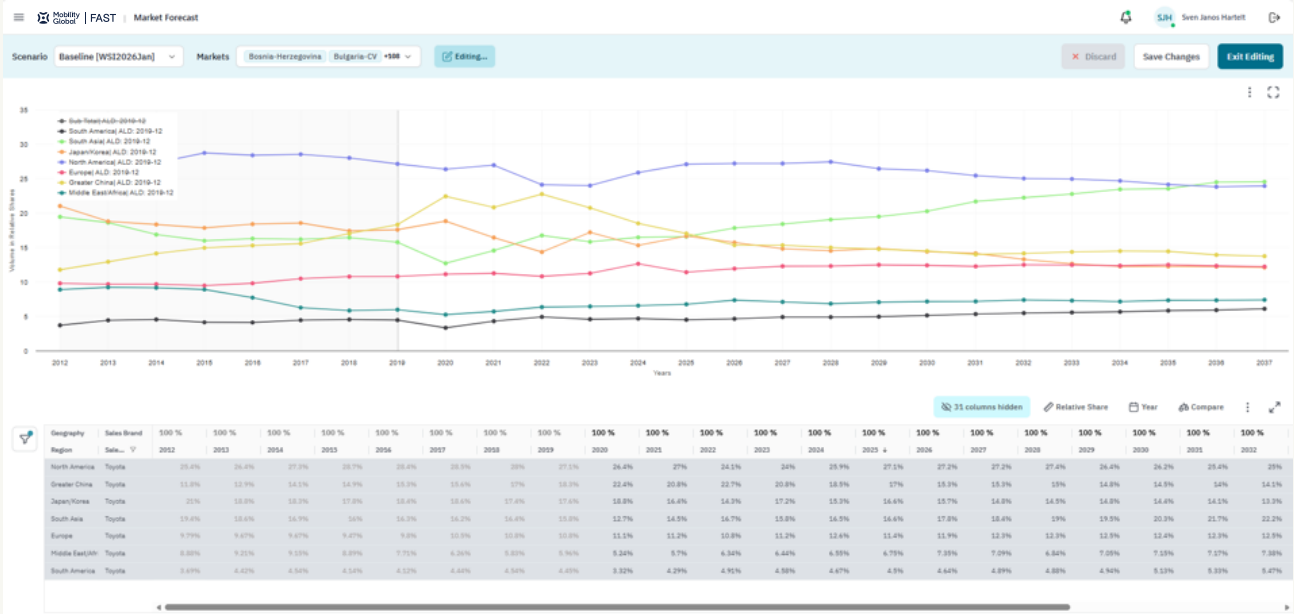 Mobility Global | FAST Market Forecast SJH Sven Janos Hartelt
Scenario Baseline [WSI2026Jan] Markets Bosnia-Herzegovina Bulgaria-CV +108 Editing... Discard Save Changes Exit Editing
35
30
25
20
15
10
5
0
Volume in Relative Shares
Sub Total| ALD: 2019-12
South America| ALD: 2019-12
South Asia| ALD: 2019-12
Japan/Korea| ALD: 2019-12
North America| ALD: 2019-12
Europe| ALD: 2019-12
Greater China| ALD: 2019-12
Middle East/Africa| ALD: 2019-12
2012 2013 2014 2015 2016 2017 2018 2019 2020 2021 2022 2023 2024 2025 2026 2027 2028 2029 2030 2031 2032 2033 2034 2035 2036 2037
Years
31 columns hidden Relative Share Year Compare
Geography Sales Brand 100 % 100 % 100 % 100 % 100 % 100 % 100 % 100 % 100 % 100 % 100 % 100 % 100 % 100 % 100 % 100 % 100 % 100 % 100 % 100 % 100 %
Region Sale... 2012 2013 2014 2015 2016 2017 2018 2019 2020 2021 2022 2023 2024 2025 2026 2027 2028 2029 2030 2031 2032
North America Toyota 25.4% 26.4% 27.3% 28.7% 28.4% 28.5% 28% 27.1% 26.4% 27% 24.1% 24% 25.9% 27.1% 27.2% 27.2% 27.4% 26.4% 26.2% 25.4% 25%
Greater China Toyota 11.8% 12.9% 14.1% 14.9% 15.3% 15.6% 17% 18.3% 22.4% 20.8% 22.7% 20.8% 18.5% 17% 15.3% 15.3% 15% 14.8% 14.5% 14% 14.1%
Japan/Korea Toyota 21% 18.8% 18.3% 17.8% 18.4% 18.6% 17.4% 17.6% 18.8% 16.4% 14.3% 17.2% 15.3% 16.6% 15.7% 14.8% 14.5% 14.8% 14.4% 14.1% 13.3%
South Asia Toyota 19.4% 18.6% 16.9% 16% 16.3% 16.2% 16.4% 15.8% 12.7% 14.5% 16.7% 15.8% 16.5% 16.6% 17.8% 18.4% 19% 19.5% 20.3% 21.7% 22.2%
Europe Toyota 9.79% 9.67% 9.67% 9.47% 9.8% 10.5% 10.8% 10.8% 11.1% 11.2% 10.8% 11.2% 12.6% 11.4% 11.9% 12.3% 12.3% 12.5% 12.4% 12.3% 12.5%
Middle East/Afr Toyota 8.88% 9.21% 9.13% 8.89% 7.71% 6.26% 5.83% 5.96% 5.24% 5.7% 6.34% 6.44% 6.55% 6.75% 7.35% 7.09% 6.84% 7.05% 7.15% 7.17% 7.38%
South America Toyota 3.69% 4.42% 4.54% 4.14% 4.12% 4.44% 4.54% 4.45% 3.32% 4.29% 4.91% 4.58% 4.67% 4.5% 4.64% 4.89% 4.88% 4.94% 5.13% 5.33% 5.47%